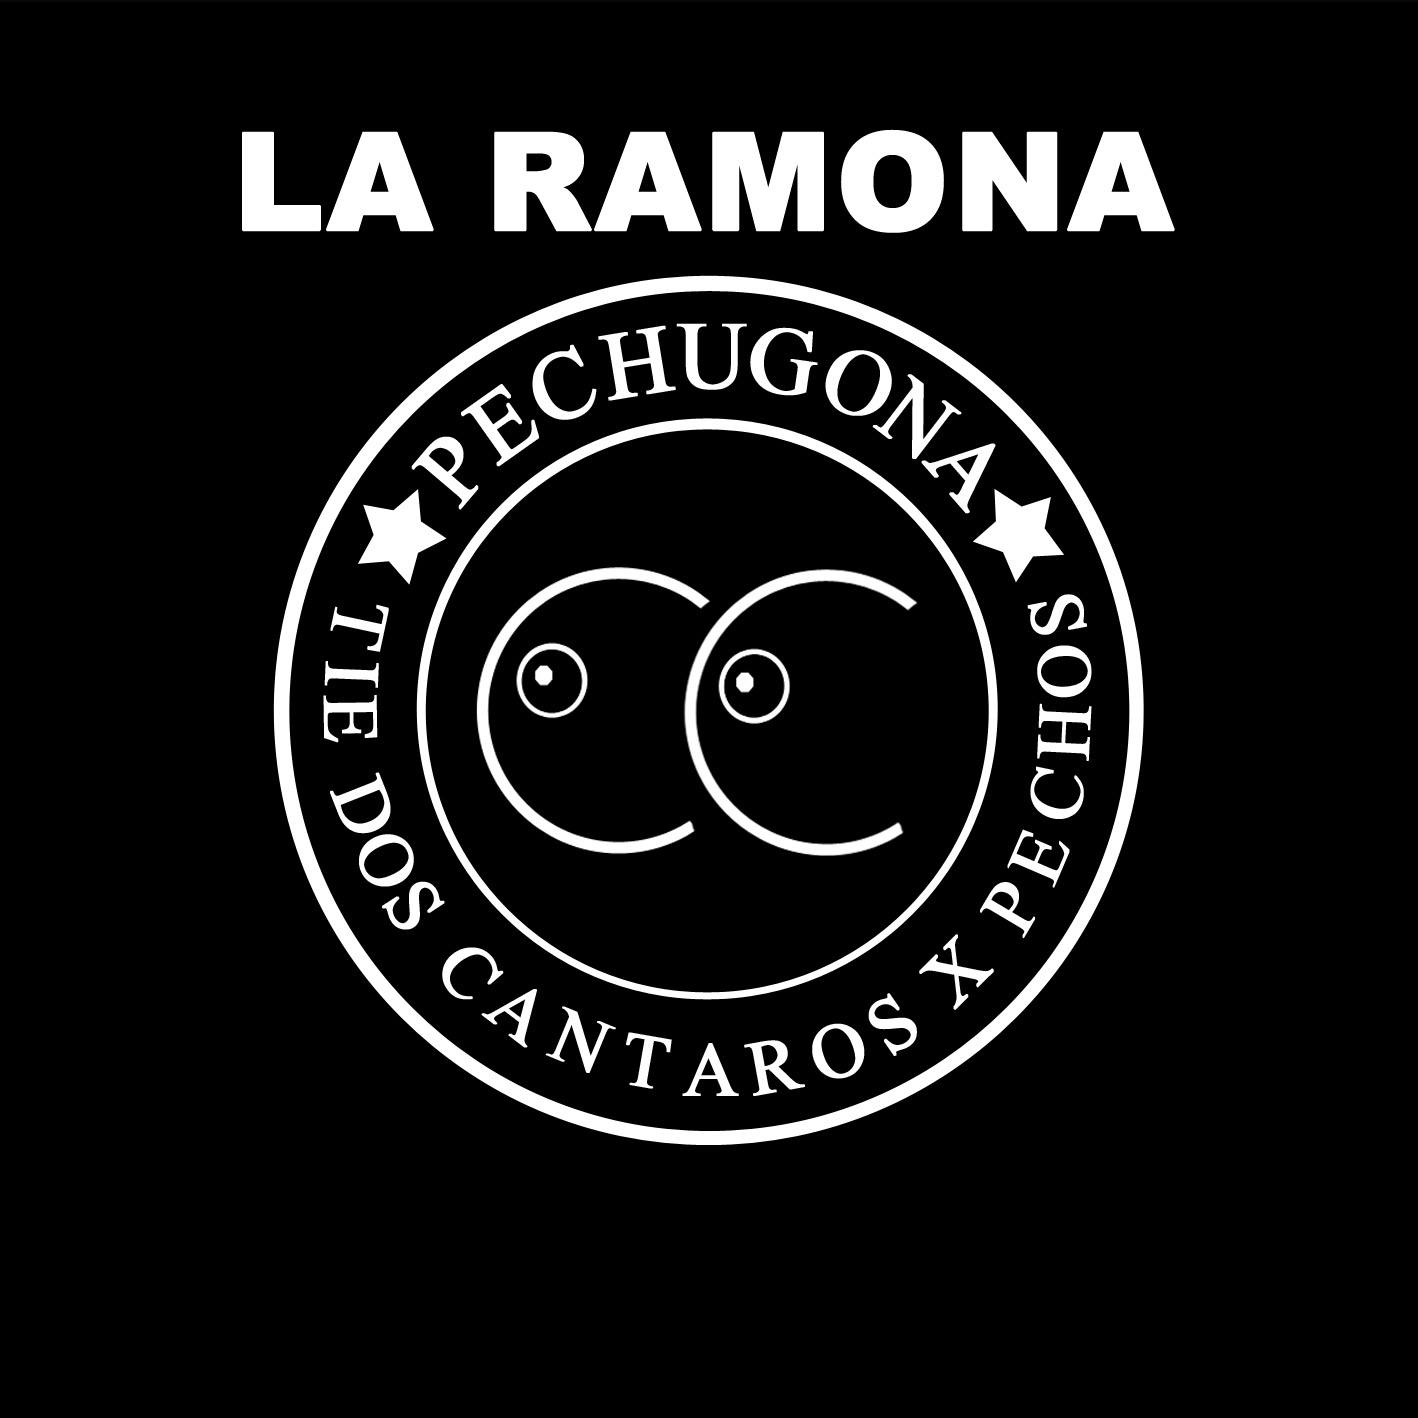 LA RAMONA
PECHUGONA
TIE DOS CANTAROS X PECHOS